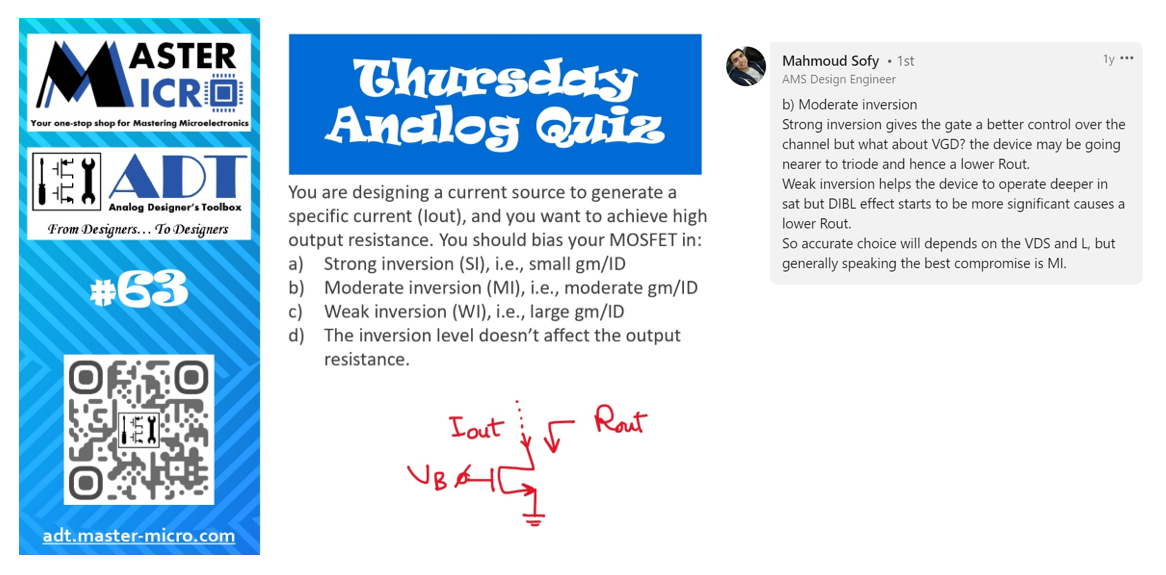 MASTER
MICRO
Your one-stop shop for Mastering Microelectronics
ADT
Analog Designer's Toolbox
From Designers… To Designers
#63
adt.master-micro.com
Thursday
Analog Quiz
You are designing a current source to generate a
specific current (Iout), and you want to achieve high
output resistance. You should bias your MOSFET in:
a) Strong inversion (SI), i.e., small gm/ID
b) Moderate inversion (MI), i.e., moderate gm/ID
c) Weak inversion (WI), i.e., large gm/ID
d) The inversion level doesn't affect the output
resistance.
Iout
Rout
VB
Mahmoud Sofy • 1st
1y •••
AMS Design Engineer
b) Moderate inversion
Strong inversion gives the gate a better control over the
channel but what about VGD? the device may be going
nearer to triode and hence a lower Rout.
Weak inversion helps the device to operate deeper in
sat but DIBL effect starts to be more significant causes a
lower Rout.
So accurate choice will depends on the VDS and L, but
generally speaking the best compromise is MI.